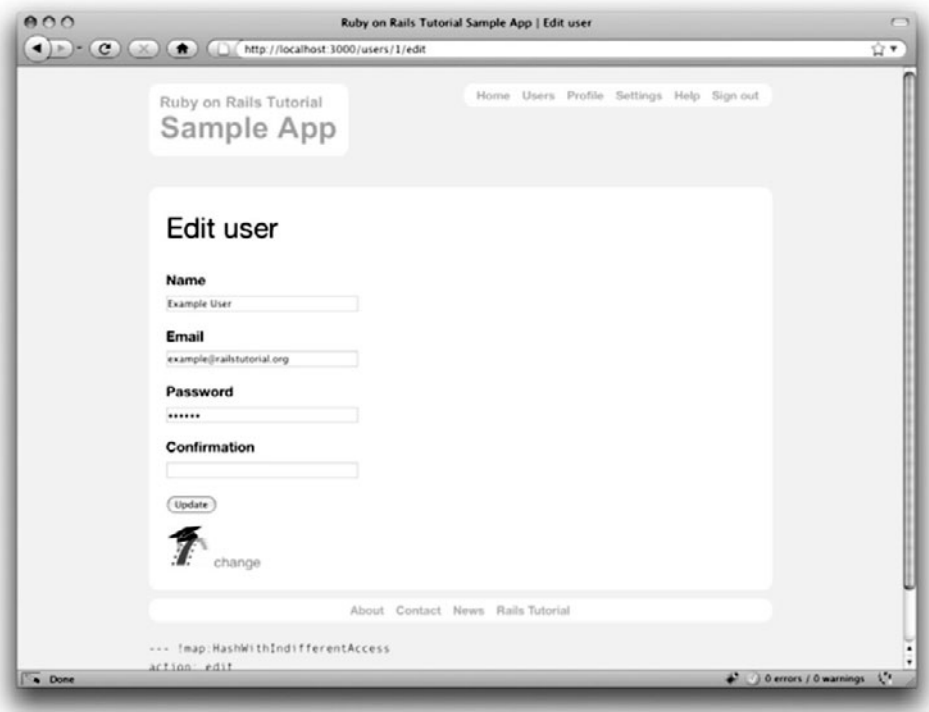 Ruby on Rails Tutorial Sample App | Edit user
http://localhost:3000/users/1/edit
Ruby on Rails Tutorial
Sample App
Home Users Profile Settings Help Sign out
Edit user
Name
Example User
Email
example@railstutorial.org
Password
••••••
Confirmation
Update
change
About Contact News Rails Tutorial
--- !map:HashWithIndifferentAccess
action: edit
Done
0 errors / 0 warnings